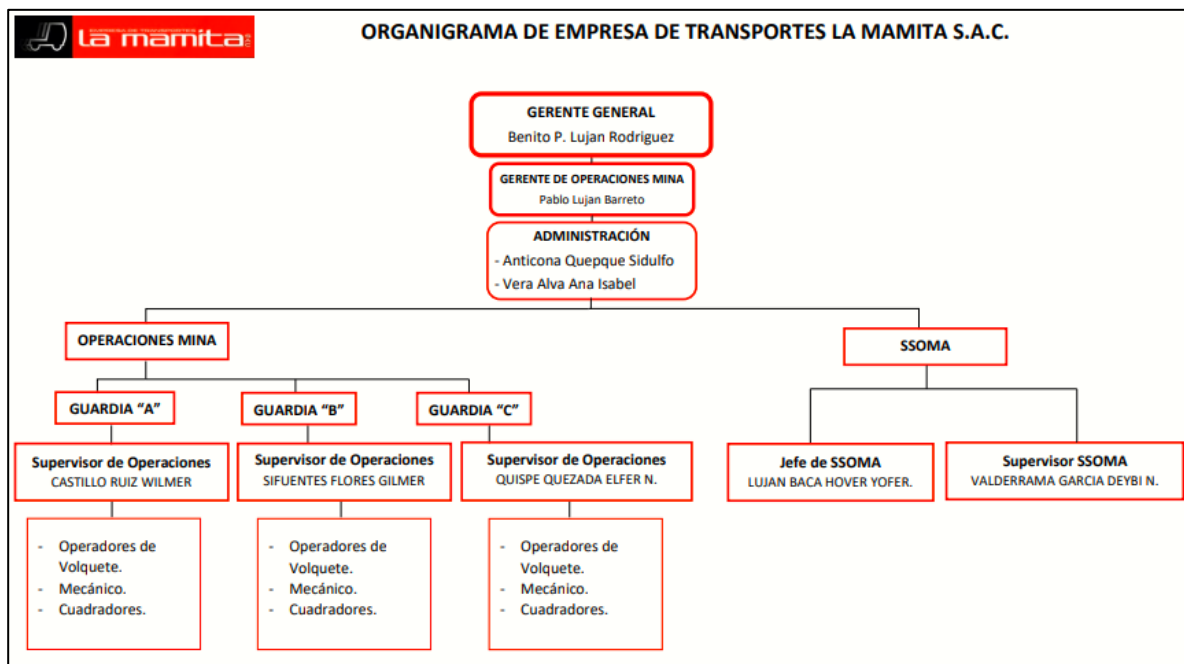 la mamita
ORGANIGRAMA DE EMPRESA DE TRANSPORTES LA MAMITA S.A.C.
GERENTE GENERAL
Benito P. Lujan Rodriguez
GERENTE DE OPERACIONES MINA
Pablo Lujan Barreto
ADMINISTRACIÓN
- Anticona Quepque Sidulfo
- Vera Alva Ana Isabel
OPERACIONES MINA
SSOMA
GUARDIA “A”
GUARDIA “B”
GUARDIA “C”
Supervisor de Operaciones
CASTILLO RUIZ WILMER
Supervisor de Operaciones
SIFUENTES FLORES GILMER
Supervisor de Operaciones
QUISPE QUEZADA ELFER N.
Jefe de SSOMA
LUJAN BACA HOVER YOFER.
Supervisor SSOMA
VALDERRAMA GARCIA DEYBI N.
- Operadores de
Volquete.
- Mecánico.
- Cuadradores.
- Operadores de
Volquete.
- Mecánico.
- Cuadradores.
- Operadores de
Volquete.
- Mecánico.
- Cuadradores.